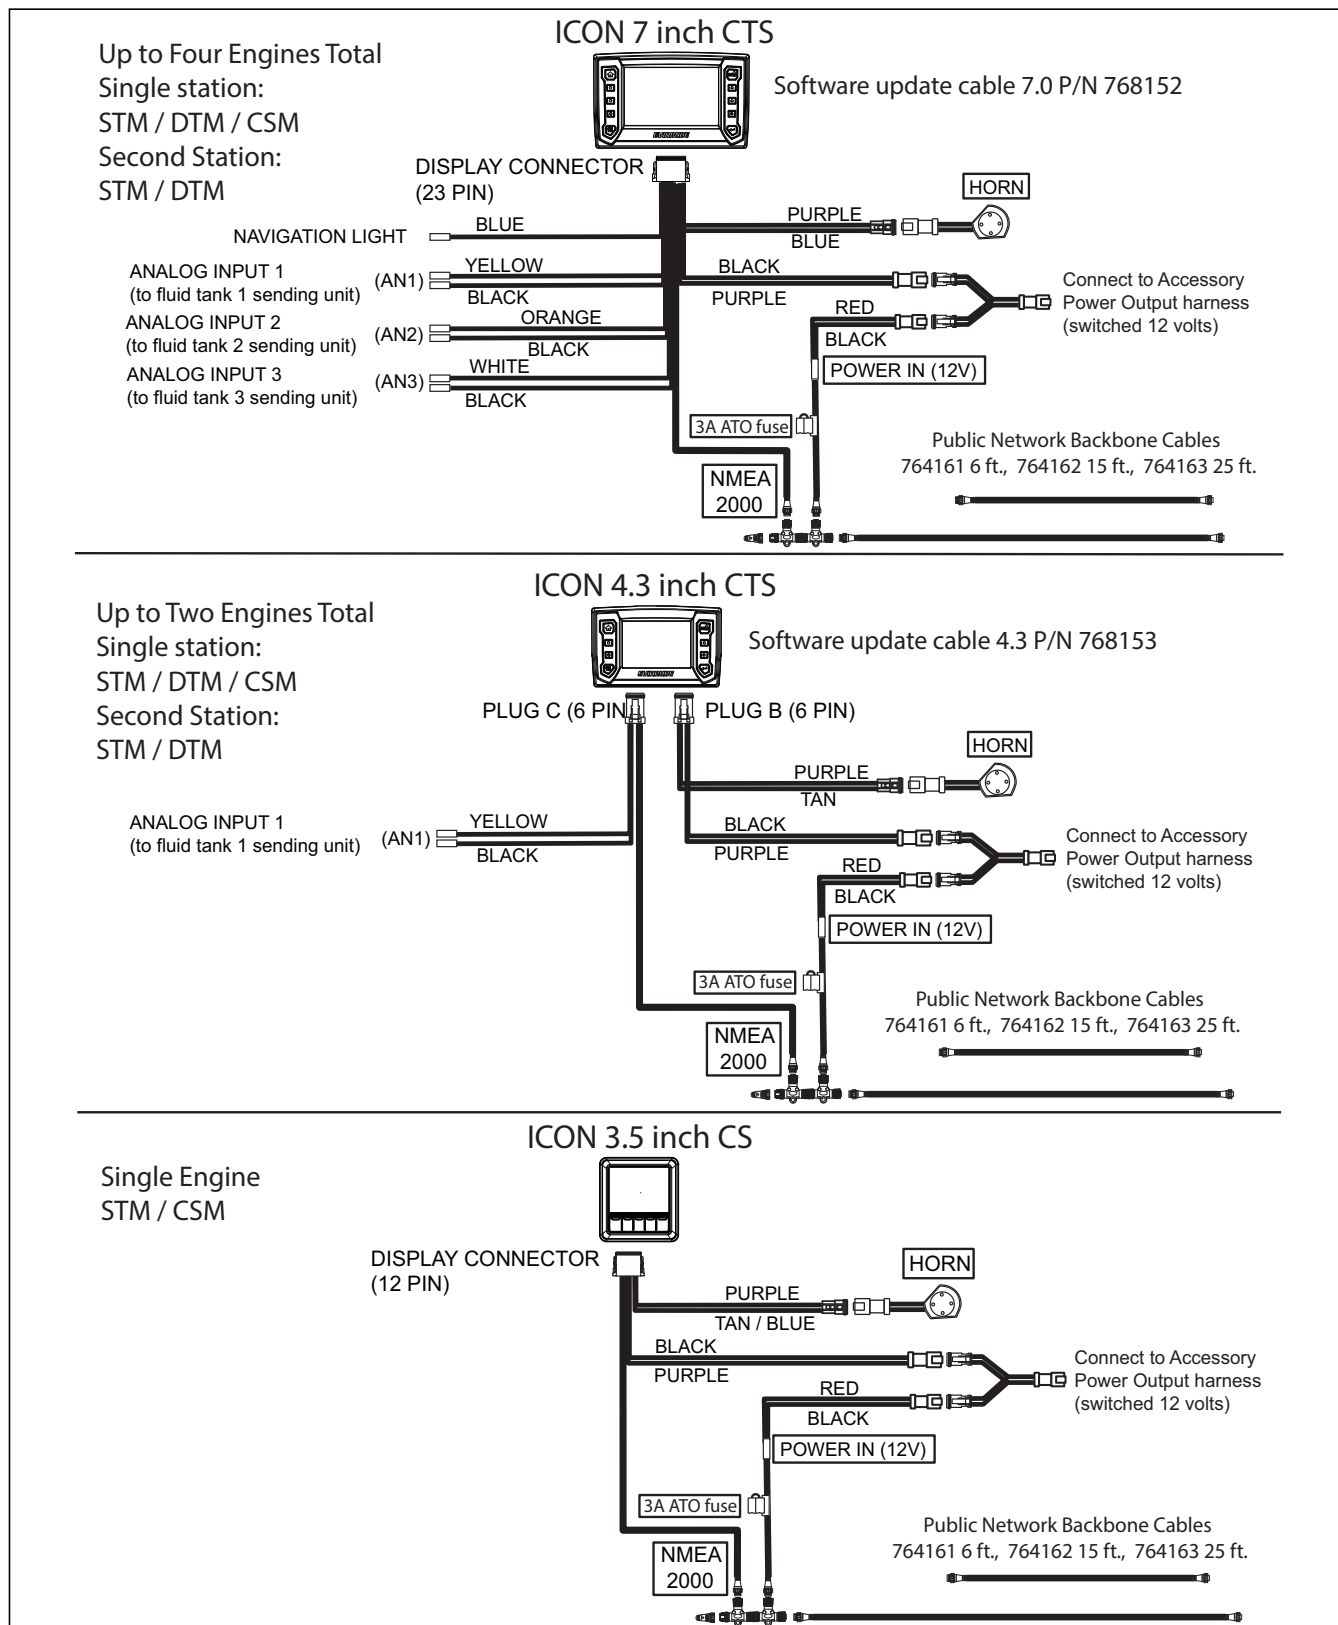 ICON 7 inch CTS
Up to Four Engines Total
Single station:
STM / DTM / CSM
Second Station:
STM / DTM
Software update cable 7.0 P/N 768152
EVINRUDE
DISPLAY CONNECTOR
(23 PIN)
HORN
PURPLE
BLUE
NAVIGATION LIGHT
BLUE
ANALOG INPUT 1
(to fluid tank 1 sending unit)
(AN1)
YELLOW
BLACK
BLACK
PURPLE
Connect to Accessory
Power Output harness
(switched 12 volts)
ANALOG INPUT 2
(to fluid tank 2 sending unit)
(AN2)
ORANGE
BLACK
RED
BLACK
ANALOG INPUT 3
(to fluid tank 3 sending unit)
(AN3)
WHITE
BLACK
POWER IN (12V)
3A ATO fuse
Public Network Backbone Cables
764161 6 ft., 764162 15 ft., 764163 25 ft.
NMEA
2000
ICON 4.3 inch CTS
Up to Two Engines Total
Single station:
STM / DTM / CSM
Second Station:
STM / DTM
Software update cable 4.3 P/N 768153
EVINRUDE
PLUG C (6 PIN
PLUG B (6 PIN)
HORN
PURPLE
TAN
ANALOG INPUT 1
(to fluid tank 1 sending unit)
(AN1)
YELLOW
BLACK
BLACK
PURPLE
Connect to Accessory
Power Output harness
(switched 12 volts)
RED
BLACK
POWER IN (12V)
3A ATO fuse
Public Network Backbone Cables
764161 6 ft., 764162 15 ft., 764163 25 ft.
NMEA
2000
ICON 3.5 inch CS
Single Engine
STM / CSM
DISPLAY CONNECTOR
(12 PIN)
HORN
PURPLE
TAN / BLUE
BLACK
PURPLE
Connect to Accessory
Power Output harness
(switched 12 volts)
RED
BLACK
POWER IN (12V)
3A ATO fuse
Public Network Backbone Cables
764161 6 ft., 764162 15 ft., 764163 25 ft.
NMEA
2000